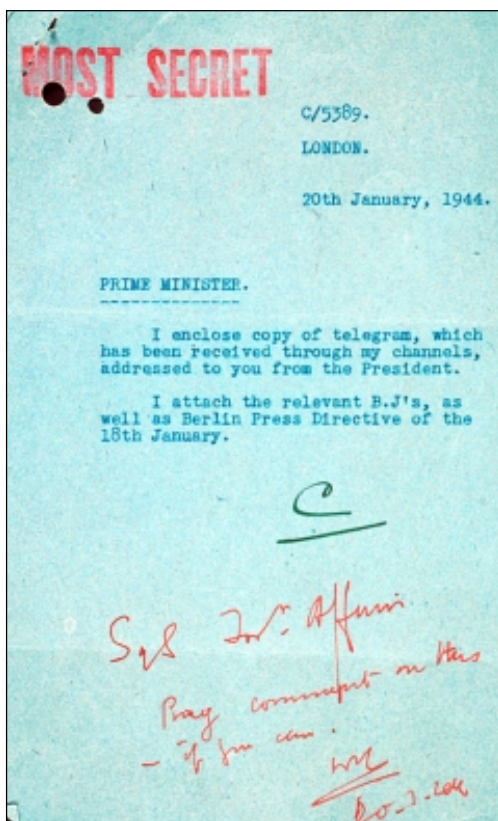 MOST SECRET
C/5389.
LONDON.
20th January, 1944.
PRIME MINISTER.
I enclose copy of telegram, which
has been received through my channels,
addressed to you from the President.
I attach the relevant B.J's, as
well as Berlin Press Directive of the
18th January.
C
S of S For. Affairs.
Pray comment on this
– if you can.
WSC